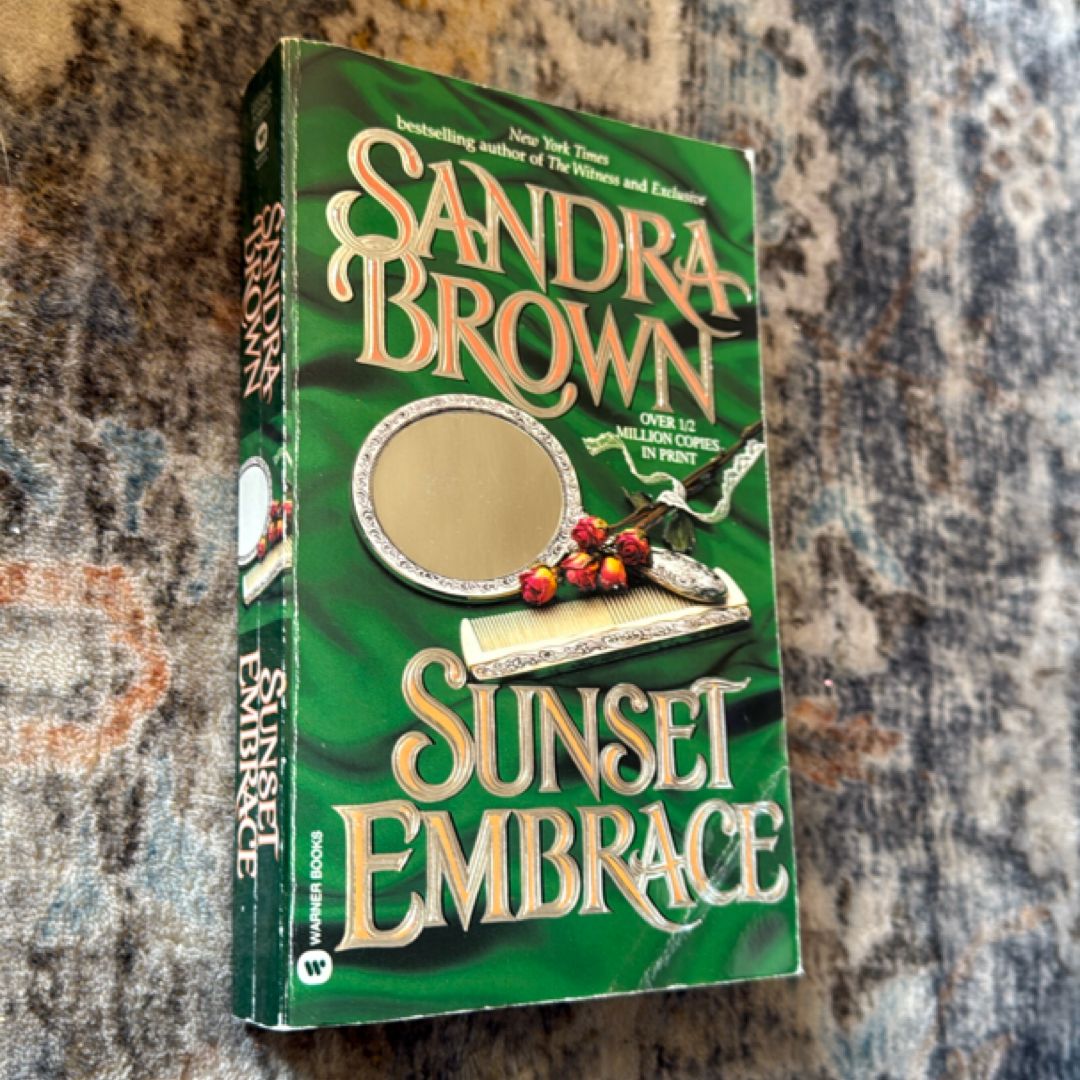 New York Times
bestselling author of The Witness and Exclusive
SANDRA
BROWN
OVER 1/2
MILLION COPIES
IN PRINT
SUNSET
EMBRACE
WARNER BOOKS
SANDRA
BROWN
SUNSET
EMBRACE